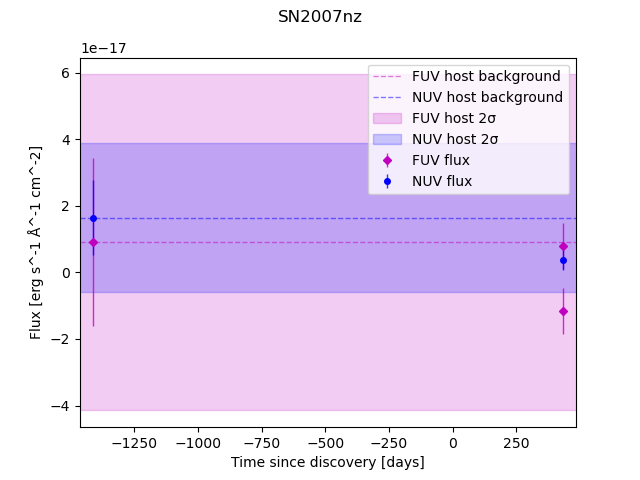 SN2007nz
1e−17
FUV host background
NUV host background
FUV host 2σ
NUV host 2σ
FUV flux
NUV flux
6
4
2
0
−2
−4
Flux [erg s^-1 Å^-1 cm^-2]
−1250 −1000 −750 −500 −250 0 250
Time since discovery [days]